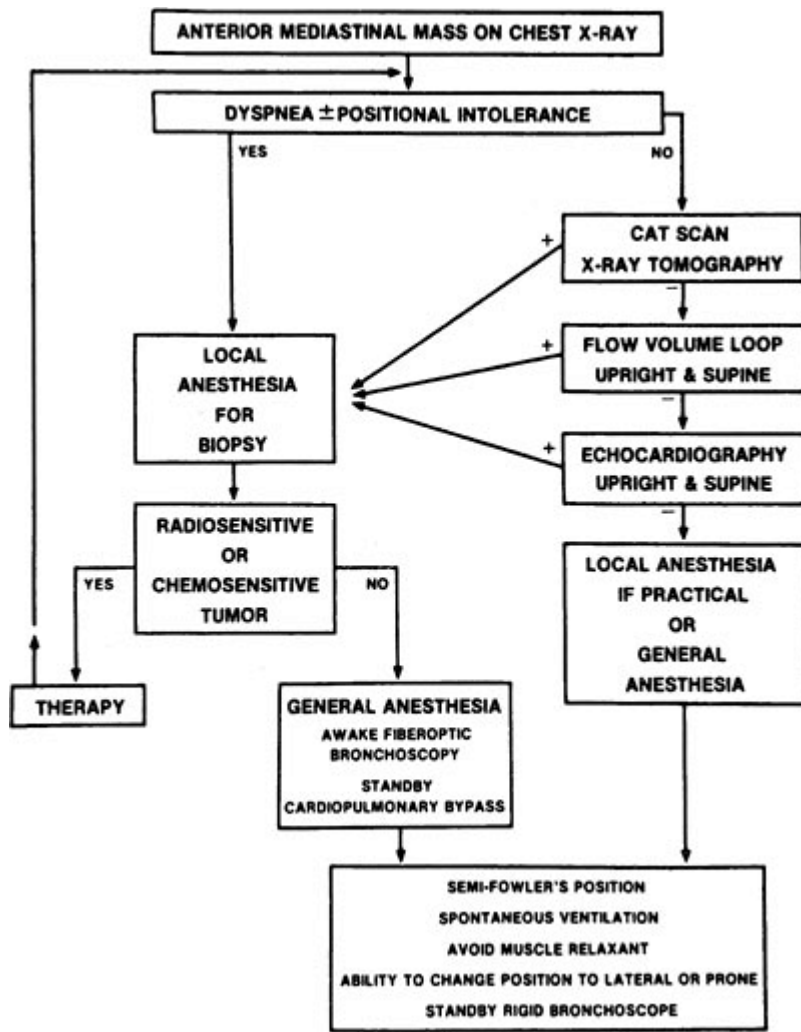 ANTERIOR MEDIASTINAL MASS ON CHEST X-RAY
DYSPNEA ±POSITIONAL INTOLERANCE
YES
NO
CAT SCAN
X-RAY TOMOGRAPHY
+
−
FLOW VOLUME LOOP
UPRIGHT & SUPINE
+
−
ECHOCARDIOGRAPHY
UPRIGHT & SUPINE
+
−
LOCAL
ANESTHESIA
FOR
BIOPSY
RADIOSENSITIVE
OR
CHEMOSENSITIVE
TUMOR
YES
NO
THERAPY
GENERAL ANESTHESIA
AWAKE FIBEROPTIC
BRONCHOSCOPY
STANDBY
CARDIOPULMONARY BYPASS
LOCAL ANESTHESIA
IF PRACTICAL
OR
GENERAL
ANESTHESIA
SEMI-FOWLER'S POSITION
SPONTANEOUS VENTILATION
AVOID MUSCLE RELAXANT
ABILITY TO CHANGE POSITION TO LATERAL OR PRONE
STANDBY RIGID BRONCHOSCOPE